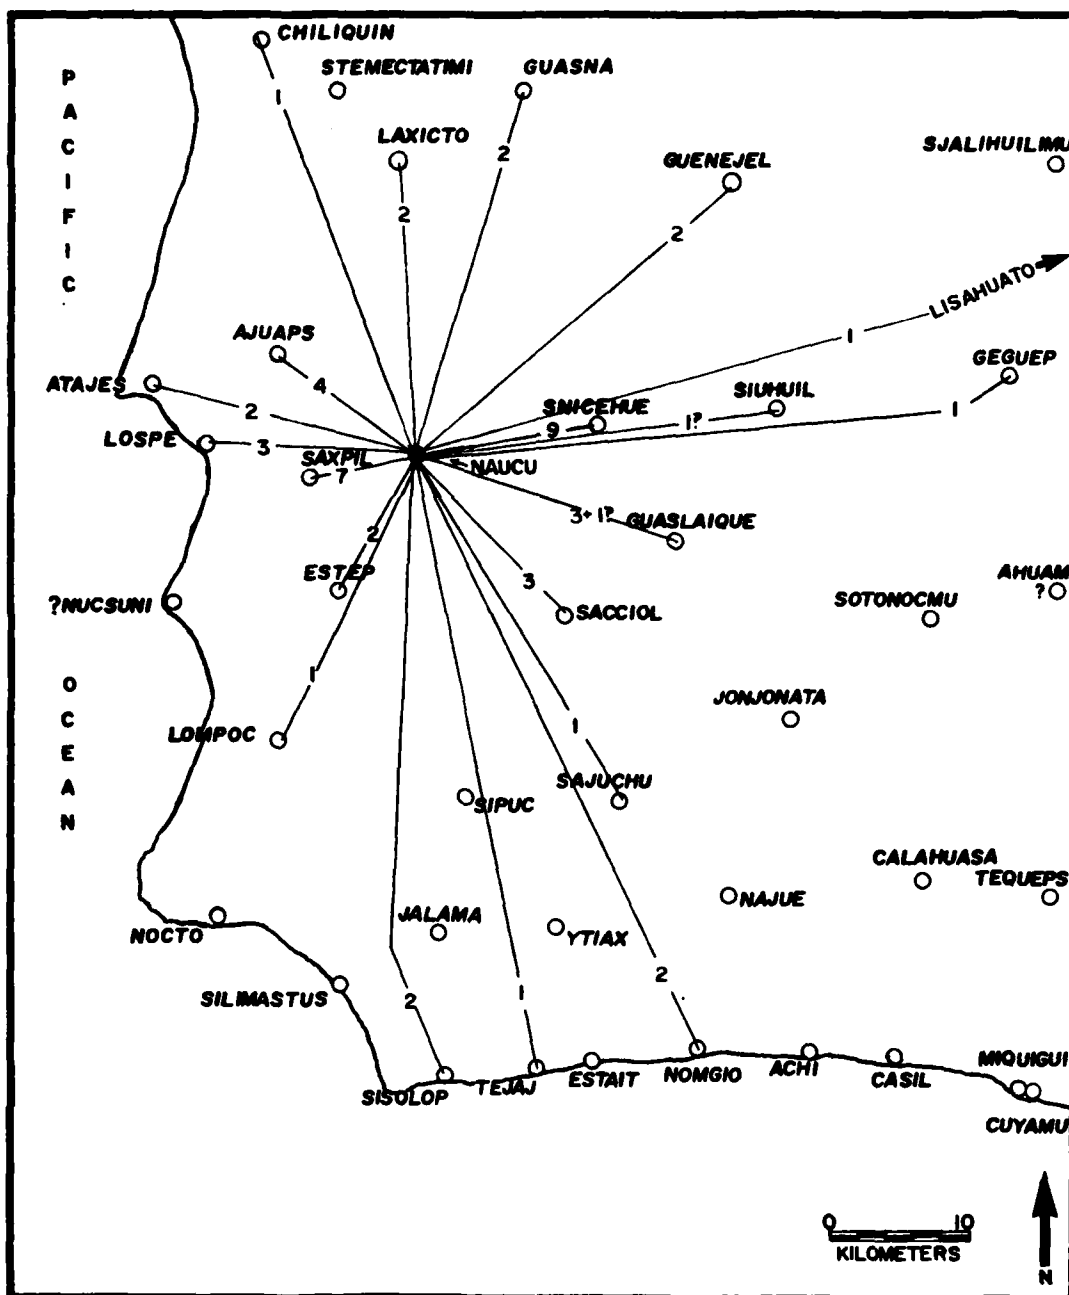 CHILIQUIN
STEMECTATIMI
GUASNA
PACIFIC
1
LAXICTO
2
GUENEJEL
SJALIHUILIMU
2
2
LISAHUATO
AJUAPS
1
GEGUEP
ATAJES
4
SNICEHUE
SIUHUIL
2
1?
1
LOSPE
3
9
SAXPIL
7
NAUCU
3+1?
GUASLAIQUE
2
ESTEP
3
AHUAM
?
?NUCSUNI
SACCIOL
SOTONOCMU
OCEAN
1
JONJONATA
LOMPOC
1
SAJUCHU
SIPUC
CALAHUASA
TEQUEPS
NAJUE
JALAMA
NOCTO
YTIAX
SILIMASTUS
2
1
2
SISOLOP
TEJAJ
ESTAIT
NOMGIO
ACHI
CASIL
MIQUIGUI
CUYAMU
0 10
KILOMETERS
N